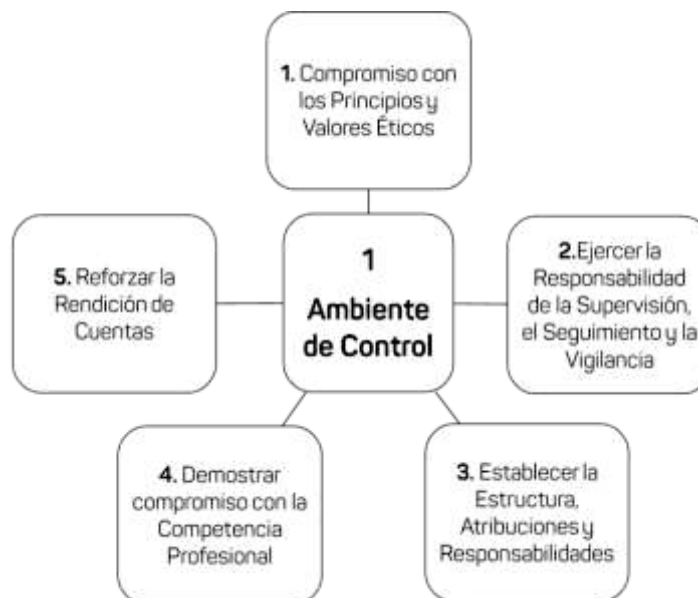 1. Compromiso con
los Principios y
Valores Éticos
5. Reforzar la
Rendición de
Cuentas
1
Ambiente
de Control
2.Ejercer la
Responsabilidad
de la Supervisión,
el Seguimiento y la
Vigilancia
4. Demostrar
compromiso con la
Competencia
Profesional
3. Establecer la
Estructura,
Atribuciones y
Responsabilidades